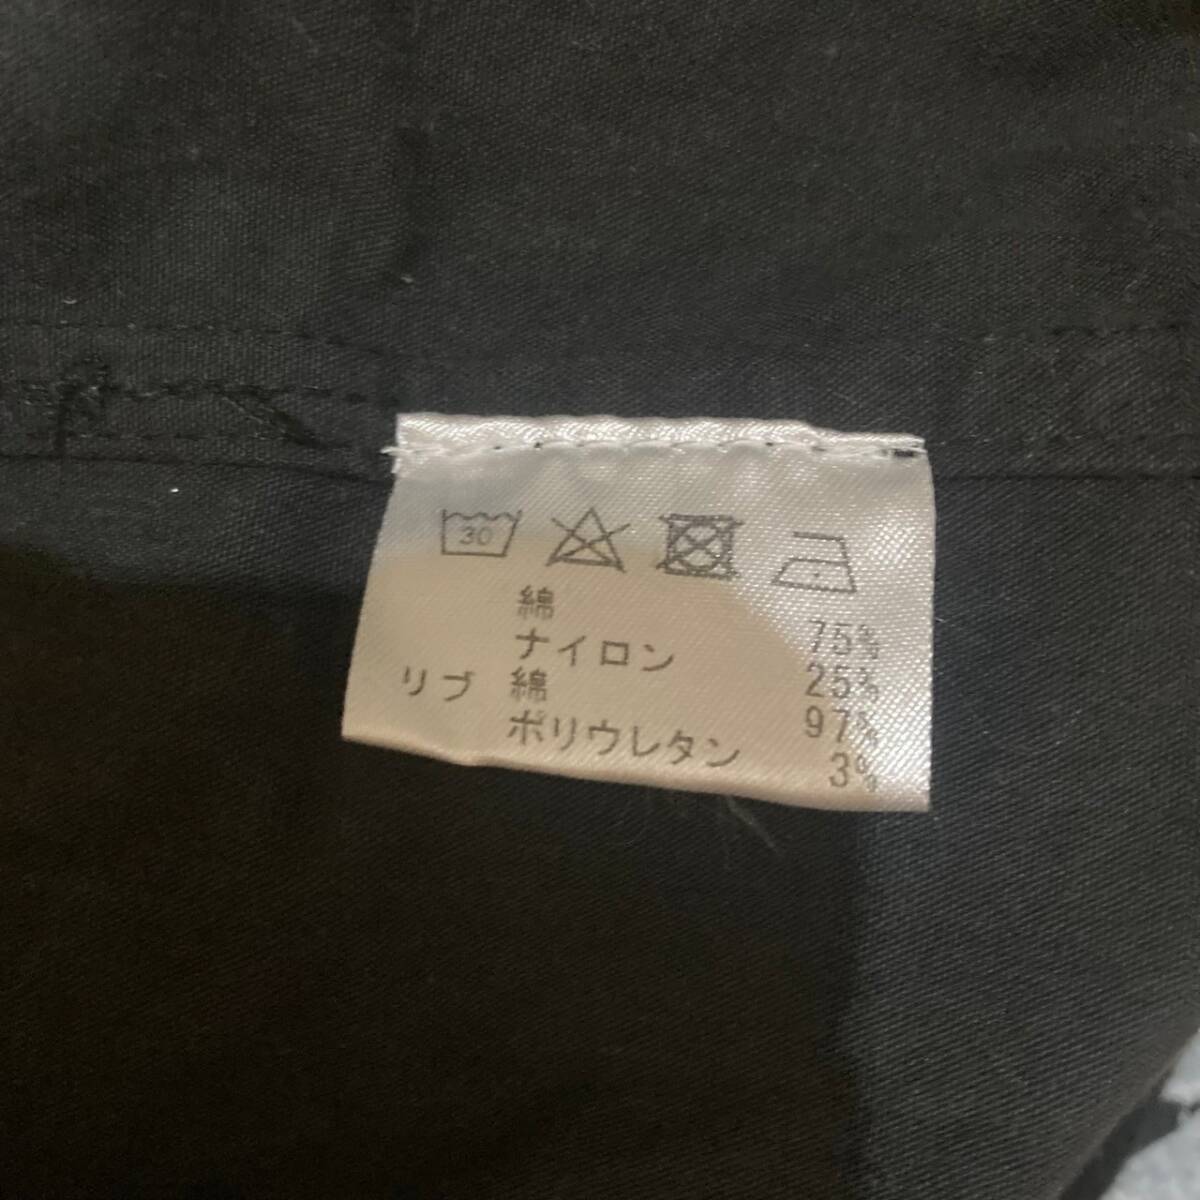 30
綿 75%
ナイロン 25%
リブ 綿 97%
ポリウレタン 3%